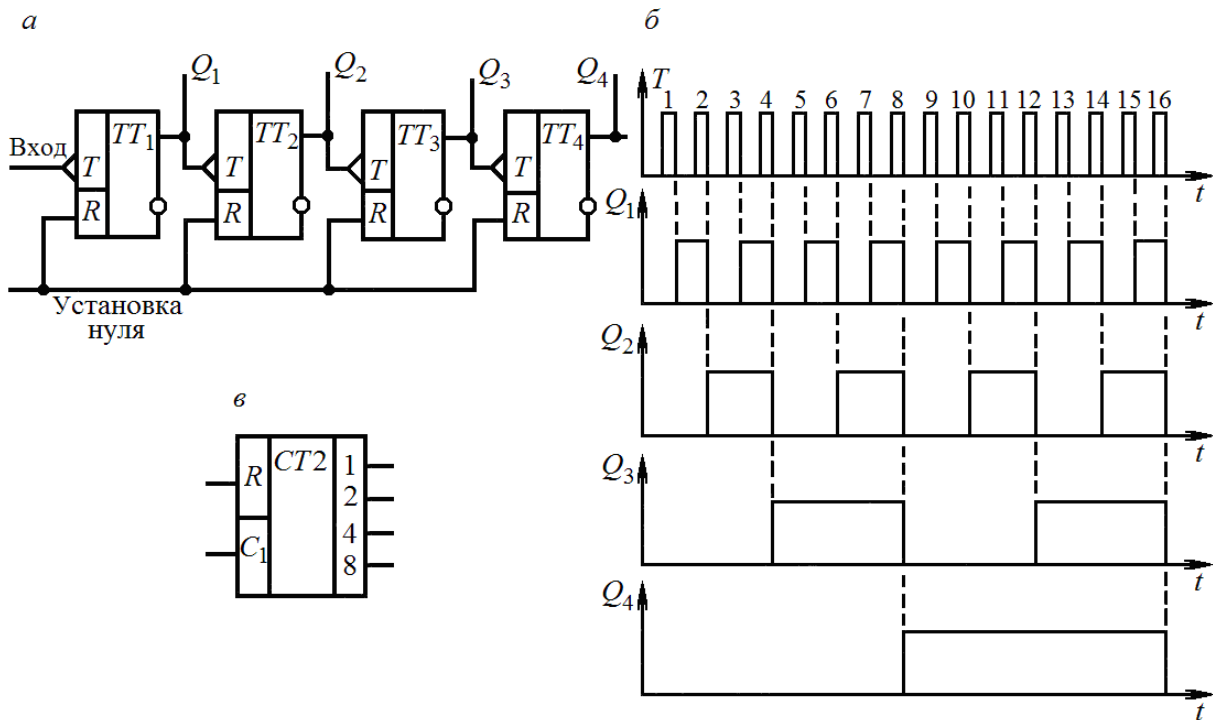 а
Q1 Q2 Q3 Q4
Вход
T TT1 T TT2 T TT3 T TT4
R R R R
Установка
нуля
в
R CT2 1
2
C1 4
8
б
T
1 2 3 4 5 6 7 8 9 10 11 12 13 14 15 16
t
Q1
t
Q2
t
Q3
t
Q4
t